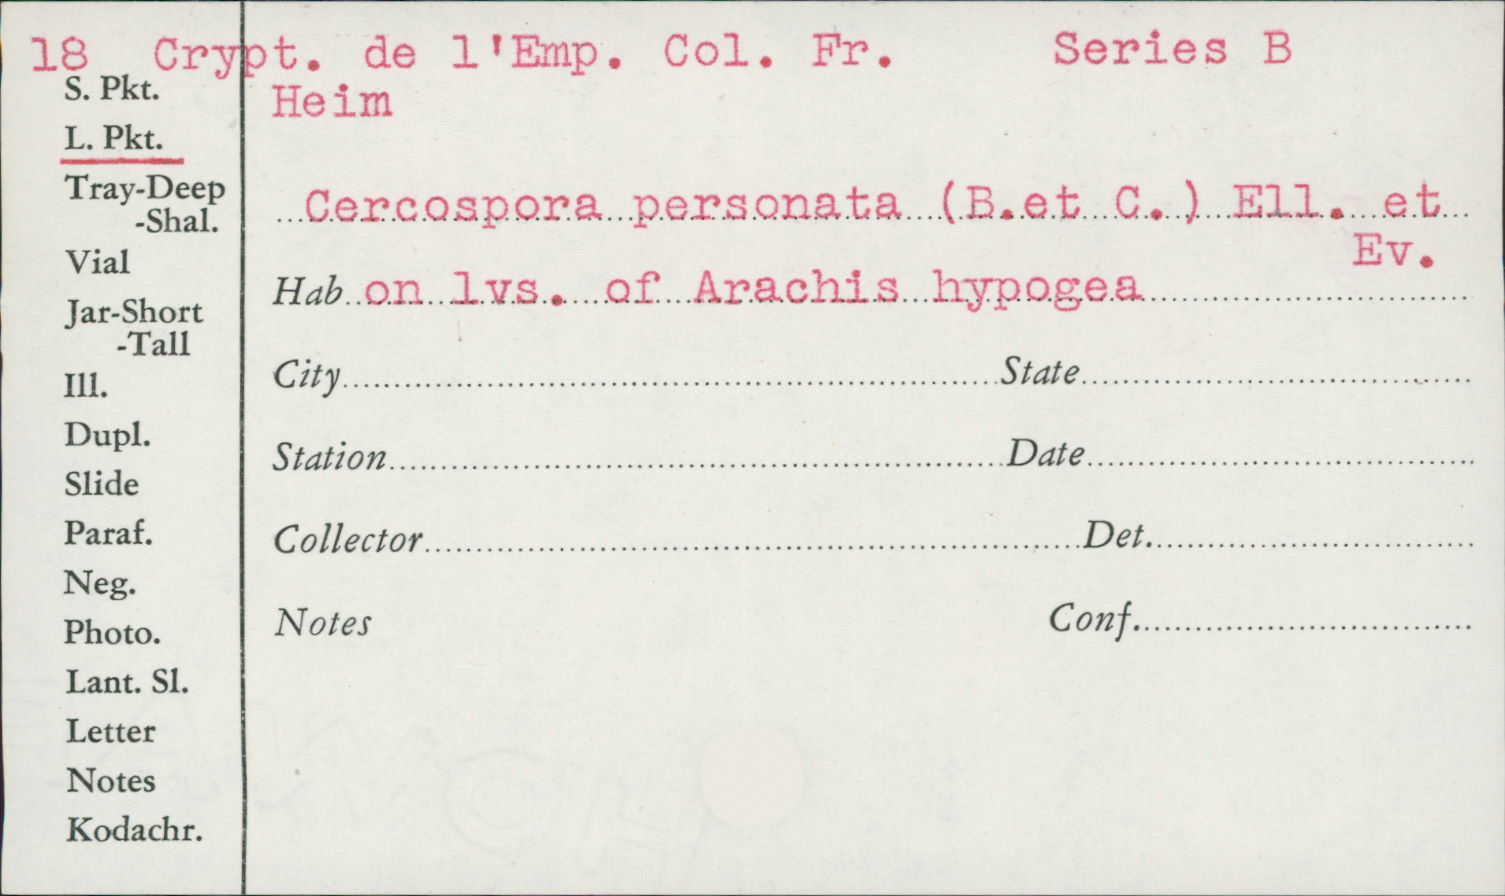 18 Crypt. de l'Emp. Col. Fr. Series B
Heim
S. Pkt.
L. Pkt.
Tray-Deep
-Shal.
Vial
Jar-Short
-Tall
Ill.
Dupl.
Slide
Paraf.
Neg.
Photo.
Lant. Sl.
Letter
Notes
Kodachr.
Cercospora personata (B.et C.) Ell. et
Ev.
Hab on lvs. of Arachis hypogea
City State
Station Date
Collector Det.
Notes Conf.